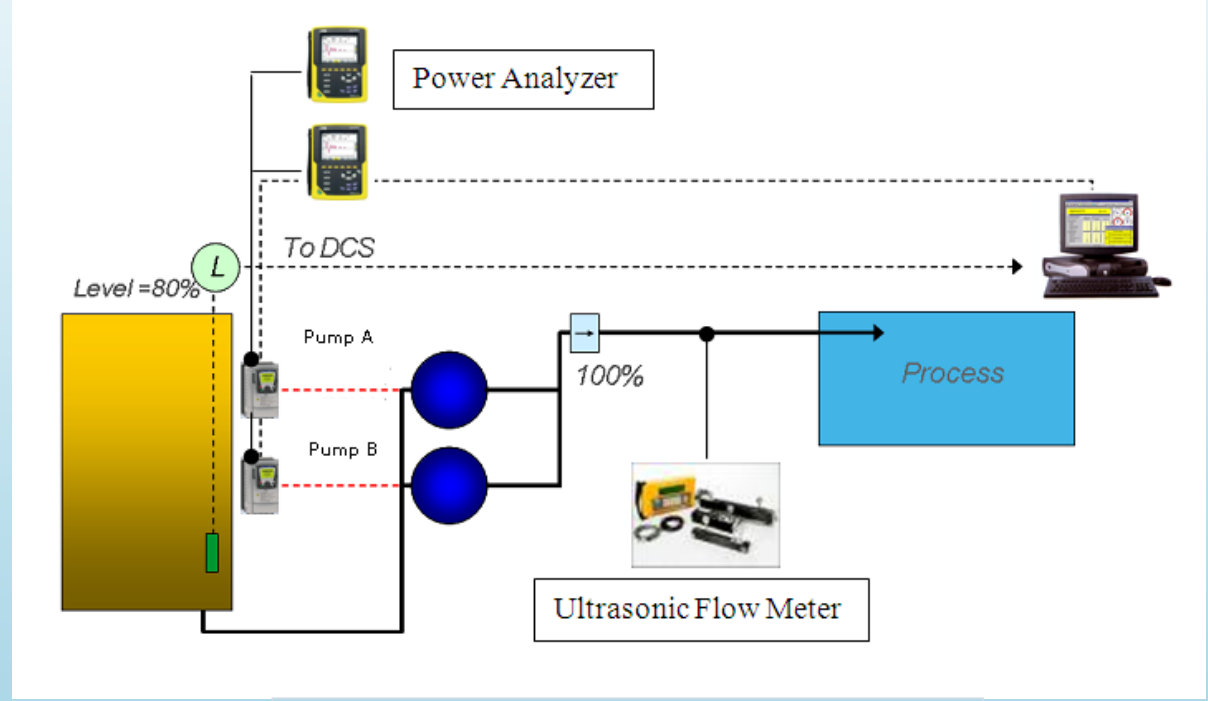 Power Analyzer
To DCS
L
Level =80%
Pump A
100%
Process
Pump B
Ultrasonic Flow Meter